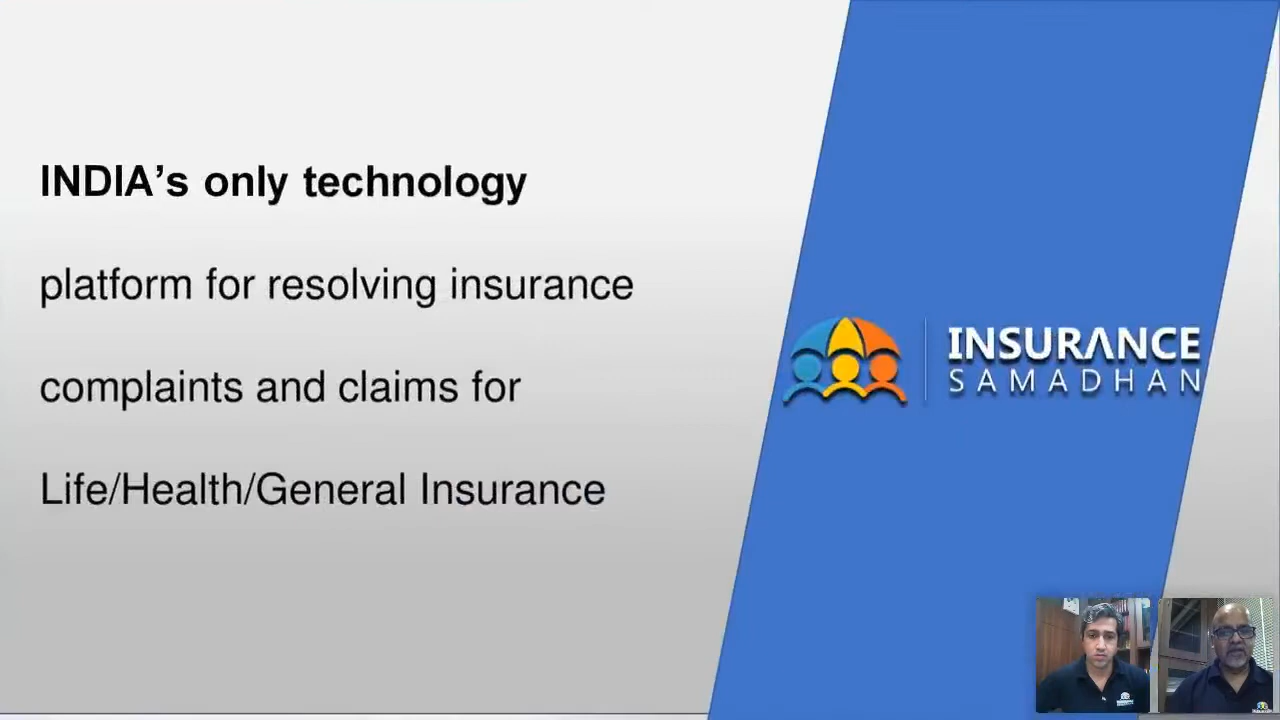 INDIA's only technology
platform for resolving insurance
complaints and claims for
Life/Health/General Insurance
INSURANCE
SAMADHAN